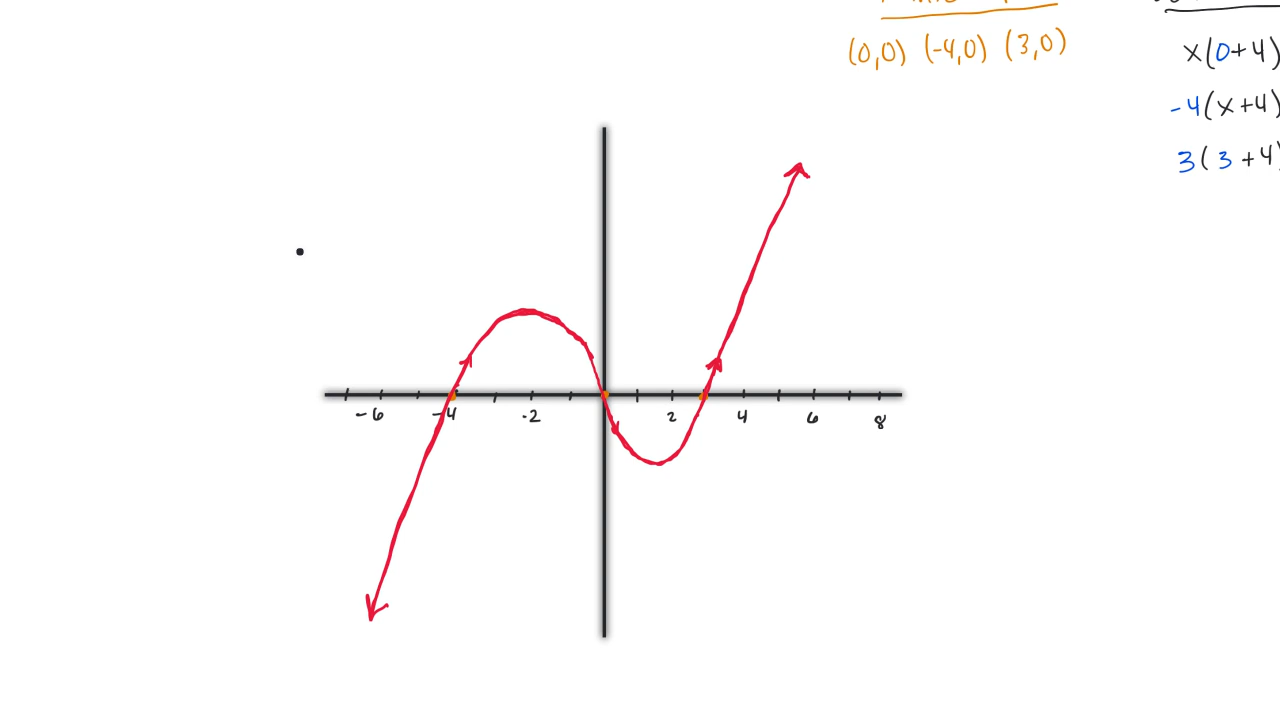 (0,0) (-4,0) (3,0)
x(0+4)
-4(x+4)
3(3+4)
-6 -4 -2 2 4 6 8